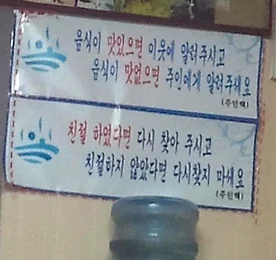 음식이 맛있으면 이웃에 알려주시고
음식이 맛없으면 주인에게 알려주세요
(주인백)
친절 하였다면 다시 찾아 주시고
친절하지 않았다면 다시찾지 마세요
(주인백)